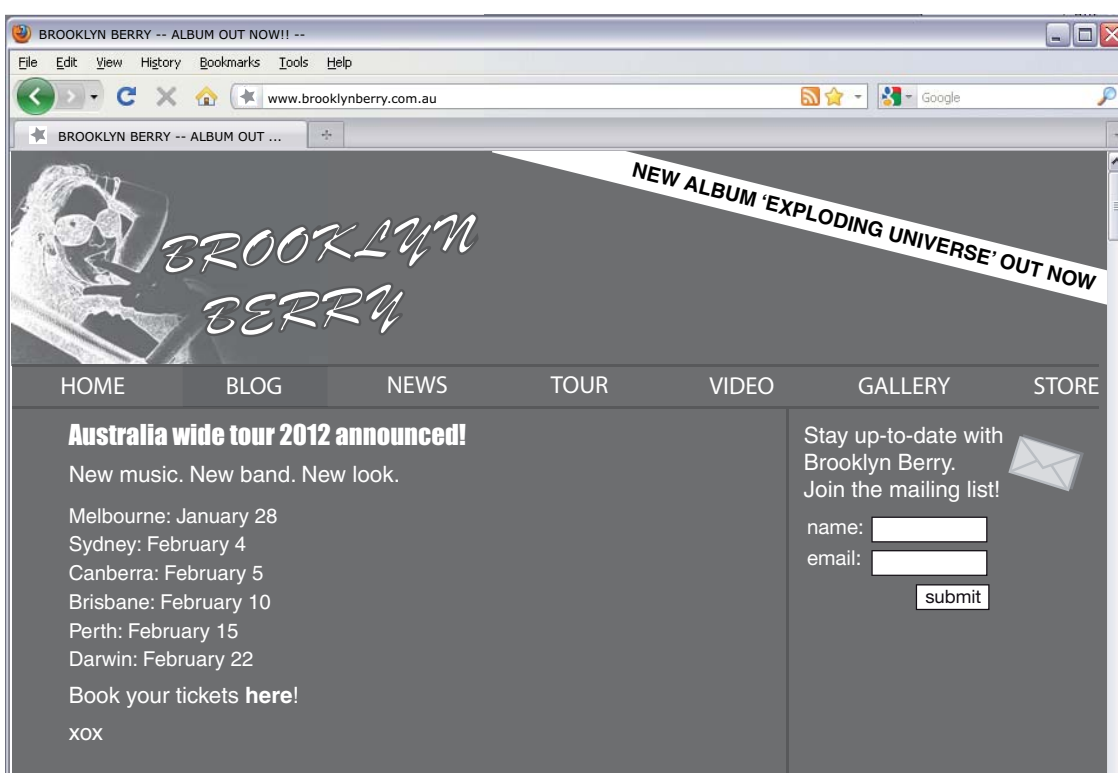 BROOKLYN BERRY -- ALBUM OUT NOW!! --
File Edit View History Bookmarks Tools Help
www.brooklynberry.com.au
Google
BROOKLYN BERRY -- ALBUM OUT ...
NEW ALBUM ‘EXPLODING UNIVERSE’ OUT NOW
BROOKLYN
BERRY
HOME BLOG NEWS TOUR VIDEO GALLERY STORE
Australia wide tour 2012 announced!
New music. New band. New look.
Melbourne: January 28
Sydney: February 4
Canberra: February 5
Brisbane: February 10
Perth: February 15
Darwin: February 22
Book your tickets here!
xox
Stay up-to-date with
Brooklyn Berry.
Join the mailing list!
name:
email:
submit